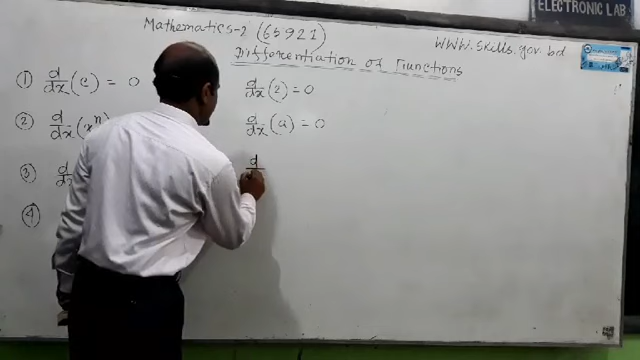 ELECTRONIC LAB
Mathematics-2 (65921)
WWW.skills.gov.bd
Differentiation of Functions
① d/dx (c) = 0
d/dx (2) = 0
② d/dx (x^n)
d/dx (a) = 0
③ d/d
d
④